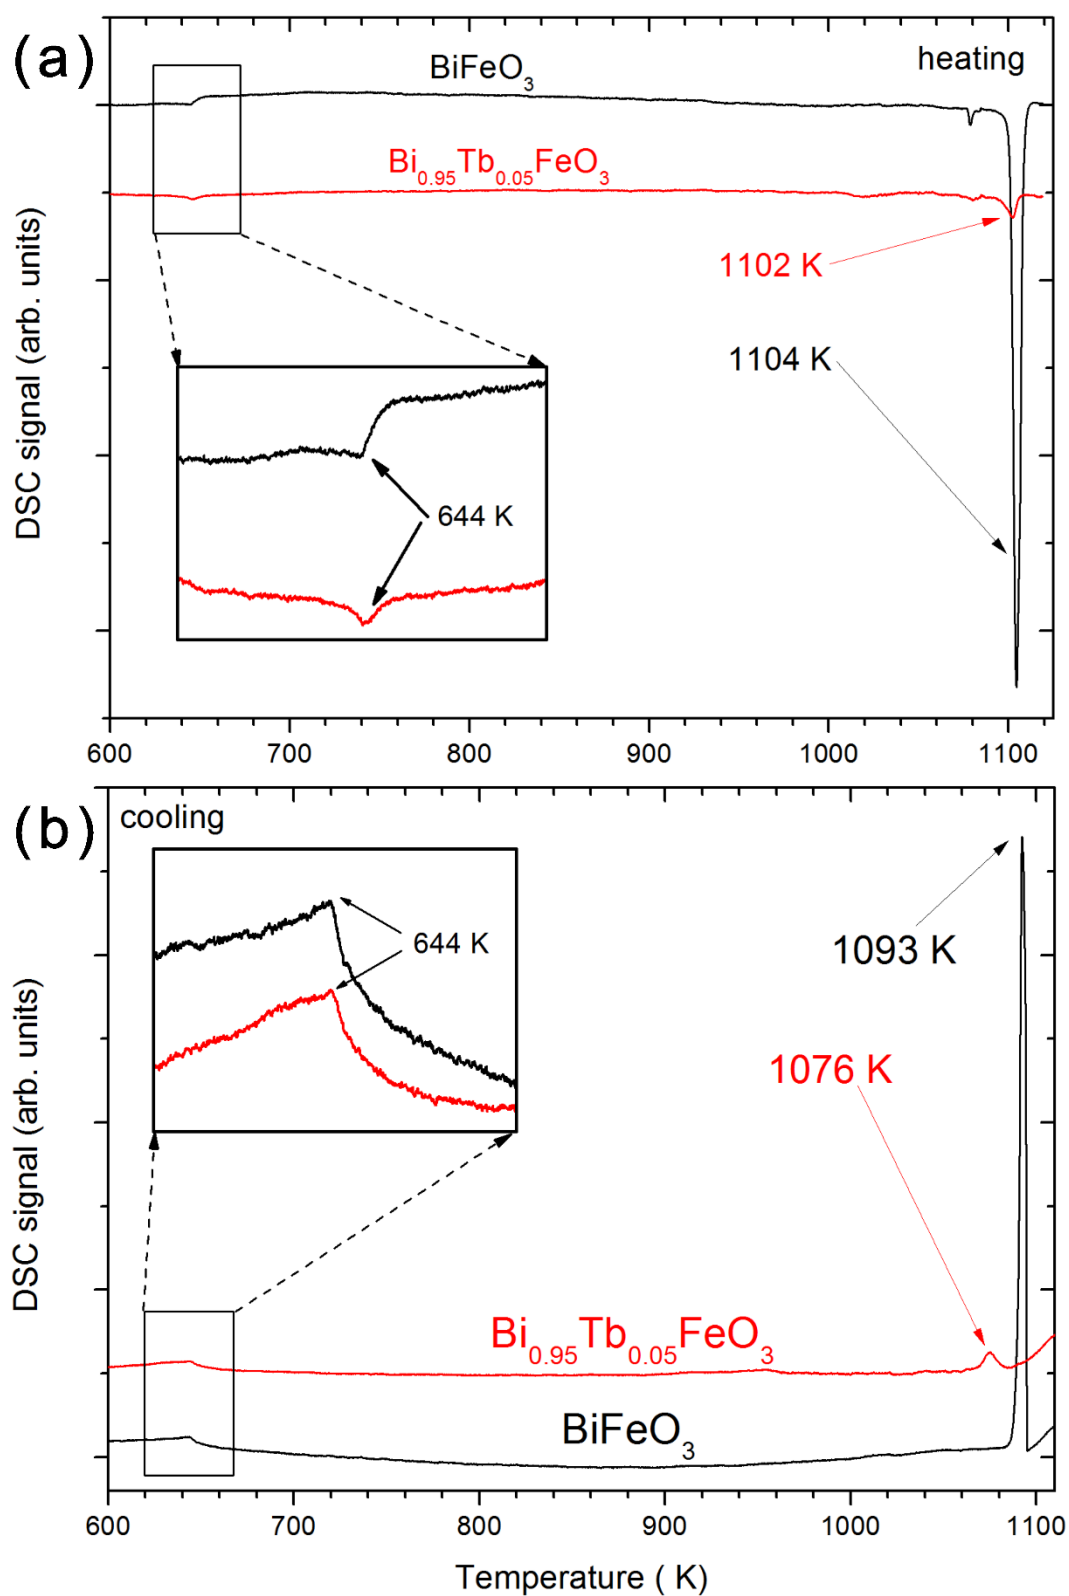 (a)
BiFeO₃
heating
Bi₀.₉₅Tb₀.₀₅FeO₃
1102 K
1104 K
644 K
DSC signal (arb. units)
600 700 800 900 1000 1100
(b)
cooling
644 K
1093 K
1076 K
DSC signal (arb. units)
Bi₀.₉₅Tb₀.₀₅FeO₃
BiFeO₃
600 700 800 900 1000 1100
Temperature ( K)